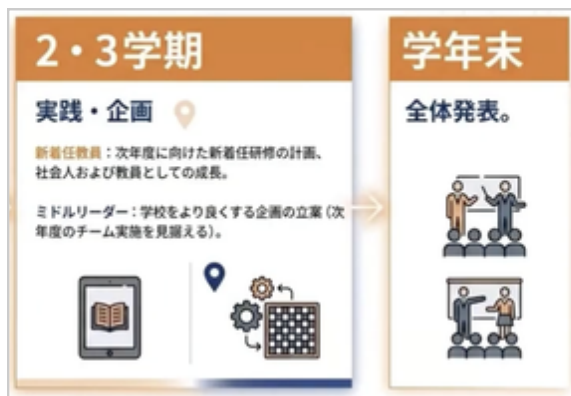 2・3学期
実践・企画
新着任教員：次年度に向けた新着任研修の計画、
社会人および教員としての成長。
ミドルリーダー：学校をより良くする企画の立案（次
年度のチーム実施を見据える）。
学年末
全体発表。